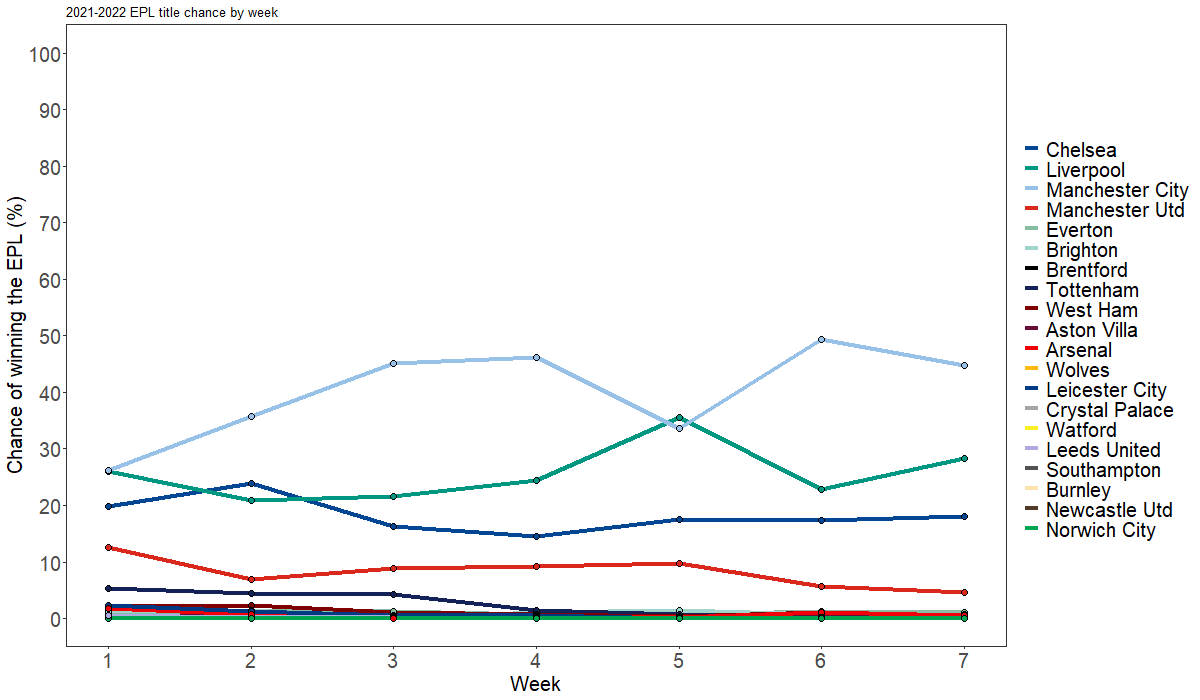 2021-2022 EPL title chance by week
Chance of winning the EPL (%)
100
90
80
70
60
50
40
30
20
10
0
1 2 3 4 5 6 7
Week
Chelsea
Liverpool
Manchester City
Manchester Utd
Everton
Brighton
Brentford
Tottenham
West Ham
Aston Villa
Arsenal
Wolves
Leicester City
Crystal Palace
Watford
Leeds United
Southampton
Burnley
Newcastle Utd
Norwich City